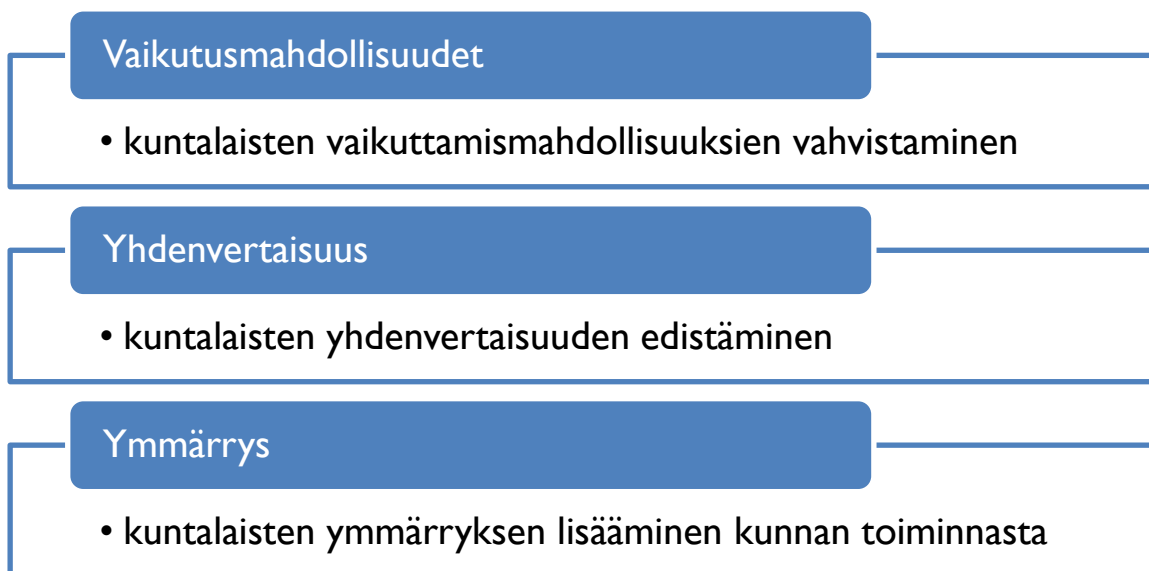 Vaikutusmahdollisuudet
• kuntalaisten vaikuttamismahdollisuuksien vahvistaminen
Yhdenvertaisuus
• kuntalaisten yhdenvertaisuuden edistäminen
Ymmärrys
• kuntalaisten ymmärryksen lisääminen kunnan toiminnasta